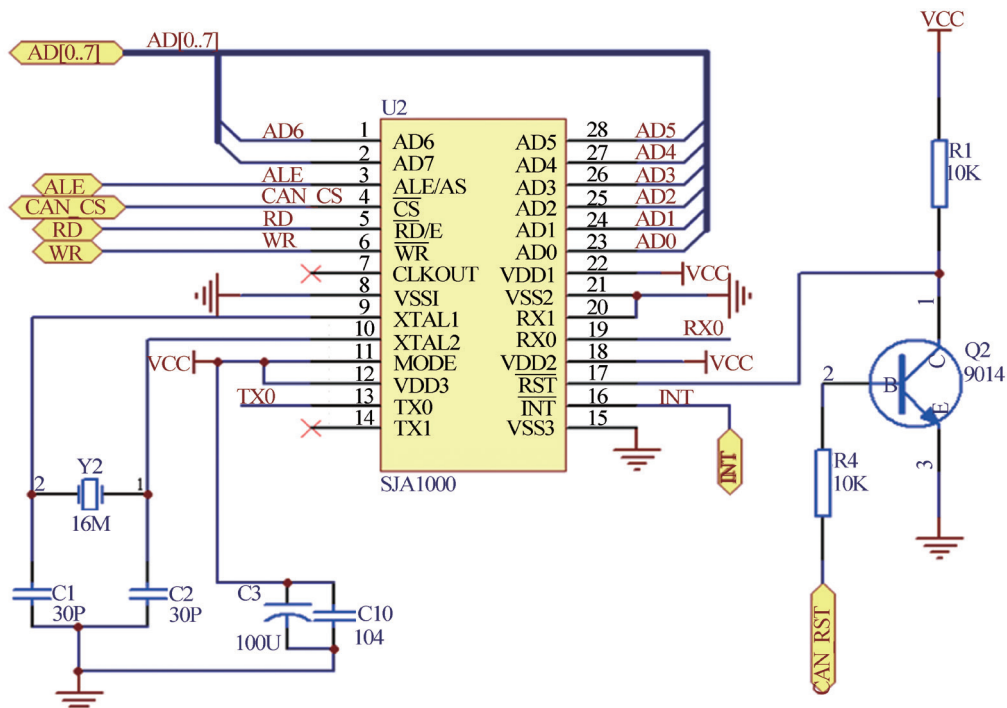 AD[0..7]
AD[0..7]
VCC
U2
AD6 1 AD6 AD5 28 AD5
2 AD7 AD4 27 AD4
ALE ALE 3 ALE/AS AD3 26 AD3
CAN_CS CAN CS 4 CS AD2 25 AD2
RD RD 5 RD/E AD1 24 AD1
WR WR 6 WR AD0 23 AD0
7 CLKOUT VDD1 22 VCC
8 VSSI VSS2 21
9 XTAL1 RX1 20
10 XTAL2 RX0 19 RX0
VCC 11 MODE VDD2 18 VCC
12 VDD3 RST 17
TX0 13 TX0 INT 16 INT
14 TX1 VSS3 15
SJA1000
INT
R1
10K
1
Q2
9014
2 B C E
3
R4
10K
CAN_RST
Y2
2 1
16M
C1
30P
C2
30P
C3
100U
C10
104